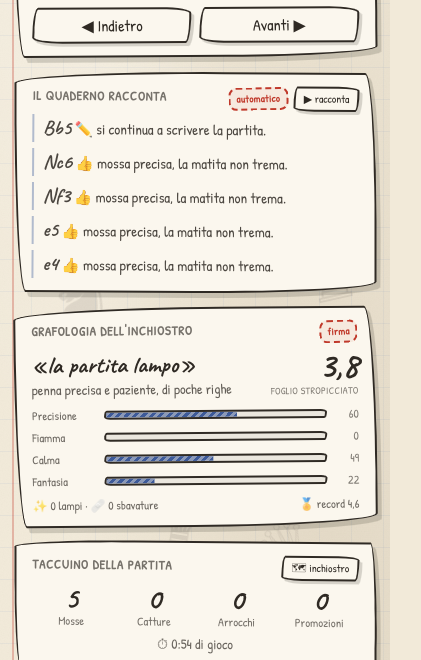 ◀ Indietro
Avanti ▶
IL QUADERNO RACCONTA
automatico
▶ racconta
Bb5 ✏️ si continua a scrivere la partita.
Nc6 👍 mossa precisa, la matita non trema.
Nf3 👍 mossa precisa, la matita non trema.
e5 👍 mossa precisa, la matita non trema.
e4 👍 mossa precisa, la matita non trema.
GRAFOLOGIA DELL'INCHIOSTRO
firma
«la partita lampo»
3,8
penna precisa e paziente, di poche righe
FOGLIO STROPICCIATO
Precisione 60
Fiamma 0
Calma 49
Fantasia 22
✨ 0 lampi · 🩹 0 sbavature
🏅 record 4,6
TACCUINO DELLA PARTITA
🗺 inchiostro
5 0 0 0
Mosse Catture Arrocchi Promozioni
⏱ 0:54 di gioco